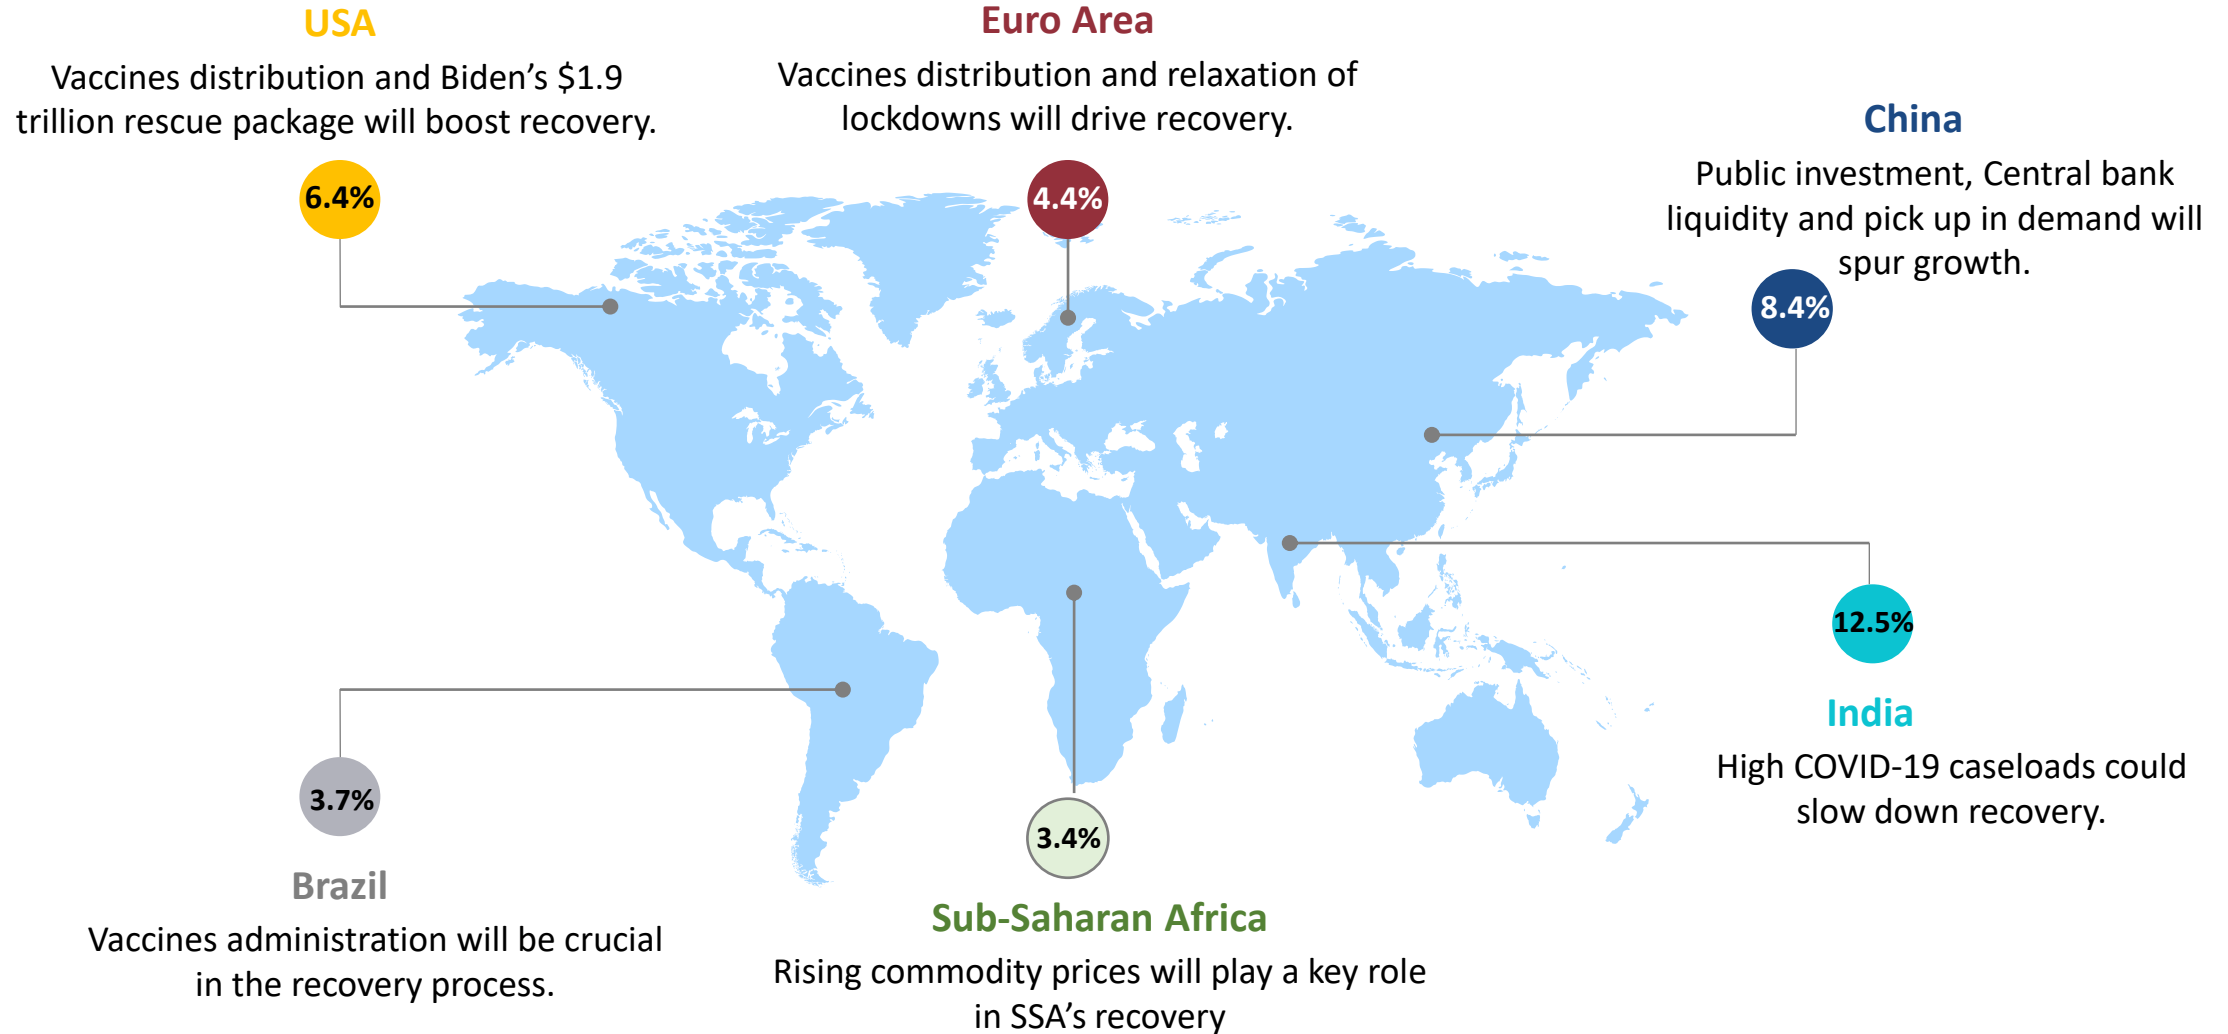 USA
Vaccines distribution and Biden’s $1.9
trillion rescue package will boost recovery.
6.4%
Euro Area
Vaccines distribution and relaxation of
lockdowns will drive recovery.
4.4%
China
Public investment, Central bank
liquidity and pick up in demand will
spur growth.
8.4%
12.5%
India
High COVID-19 caseloads could
slow down recovery.
3.7%
Brazil
Vaccines administration will be crucial
in the recovery process.
3.4%
Sub-Saharan Africa
Rising commodity prices will play a key role
in SSA’s recovery